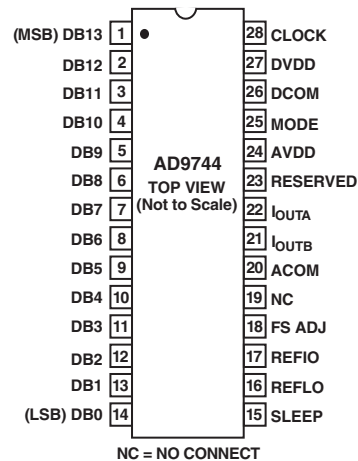 (MSB) DB13 1 28 CLOCK
DB12 2 27 DVDD
DB11 3 26 DCOM
DB10 4 25 MODE
DB9 5 24 AVDD
DB8 6 23 RESERVED
DB7 7 22 IOUTA
DB6 8 21 IOUTB
DB5 9 20 ACOM
DB4 10 19 NC
DB3 11 18 FS ADJ
DB2 12 17 REFIO
DB1 13 16 REFLO
(LSB) DB0 14 15 SLEEP
AD9744
TOP VIEW
(Not to Scale)
NC = NO CONNECT